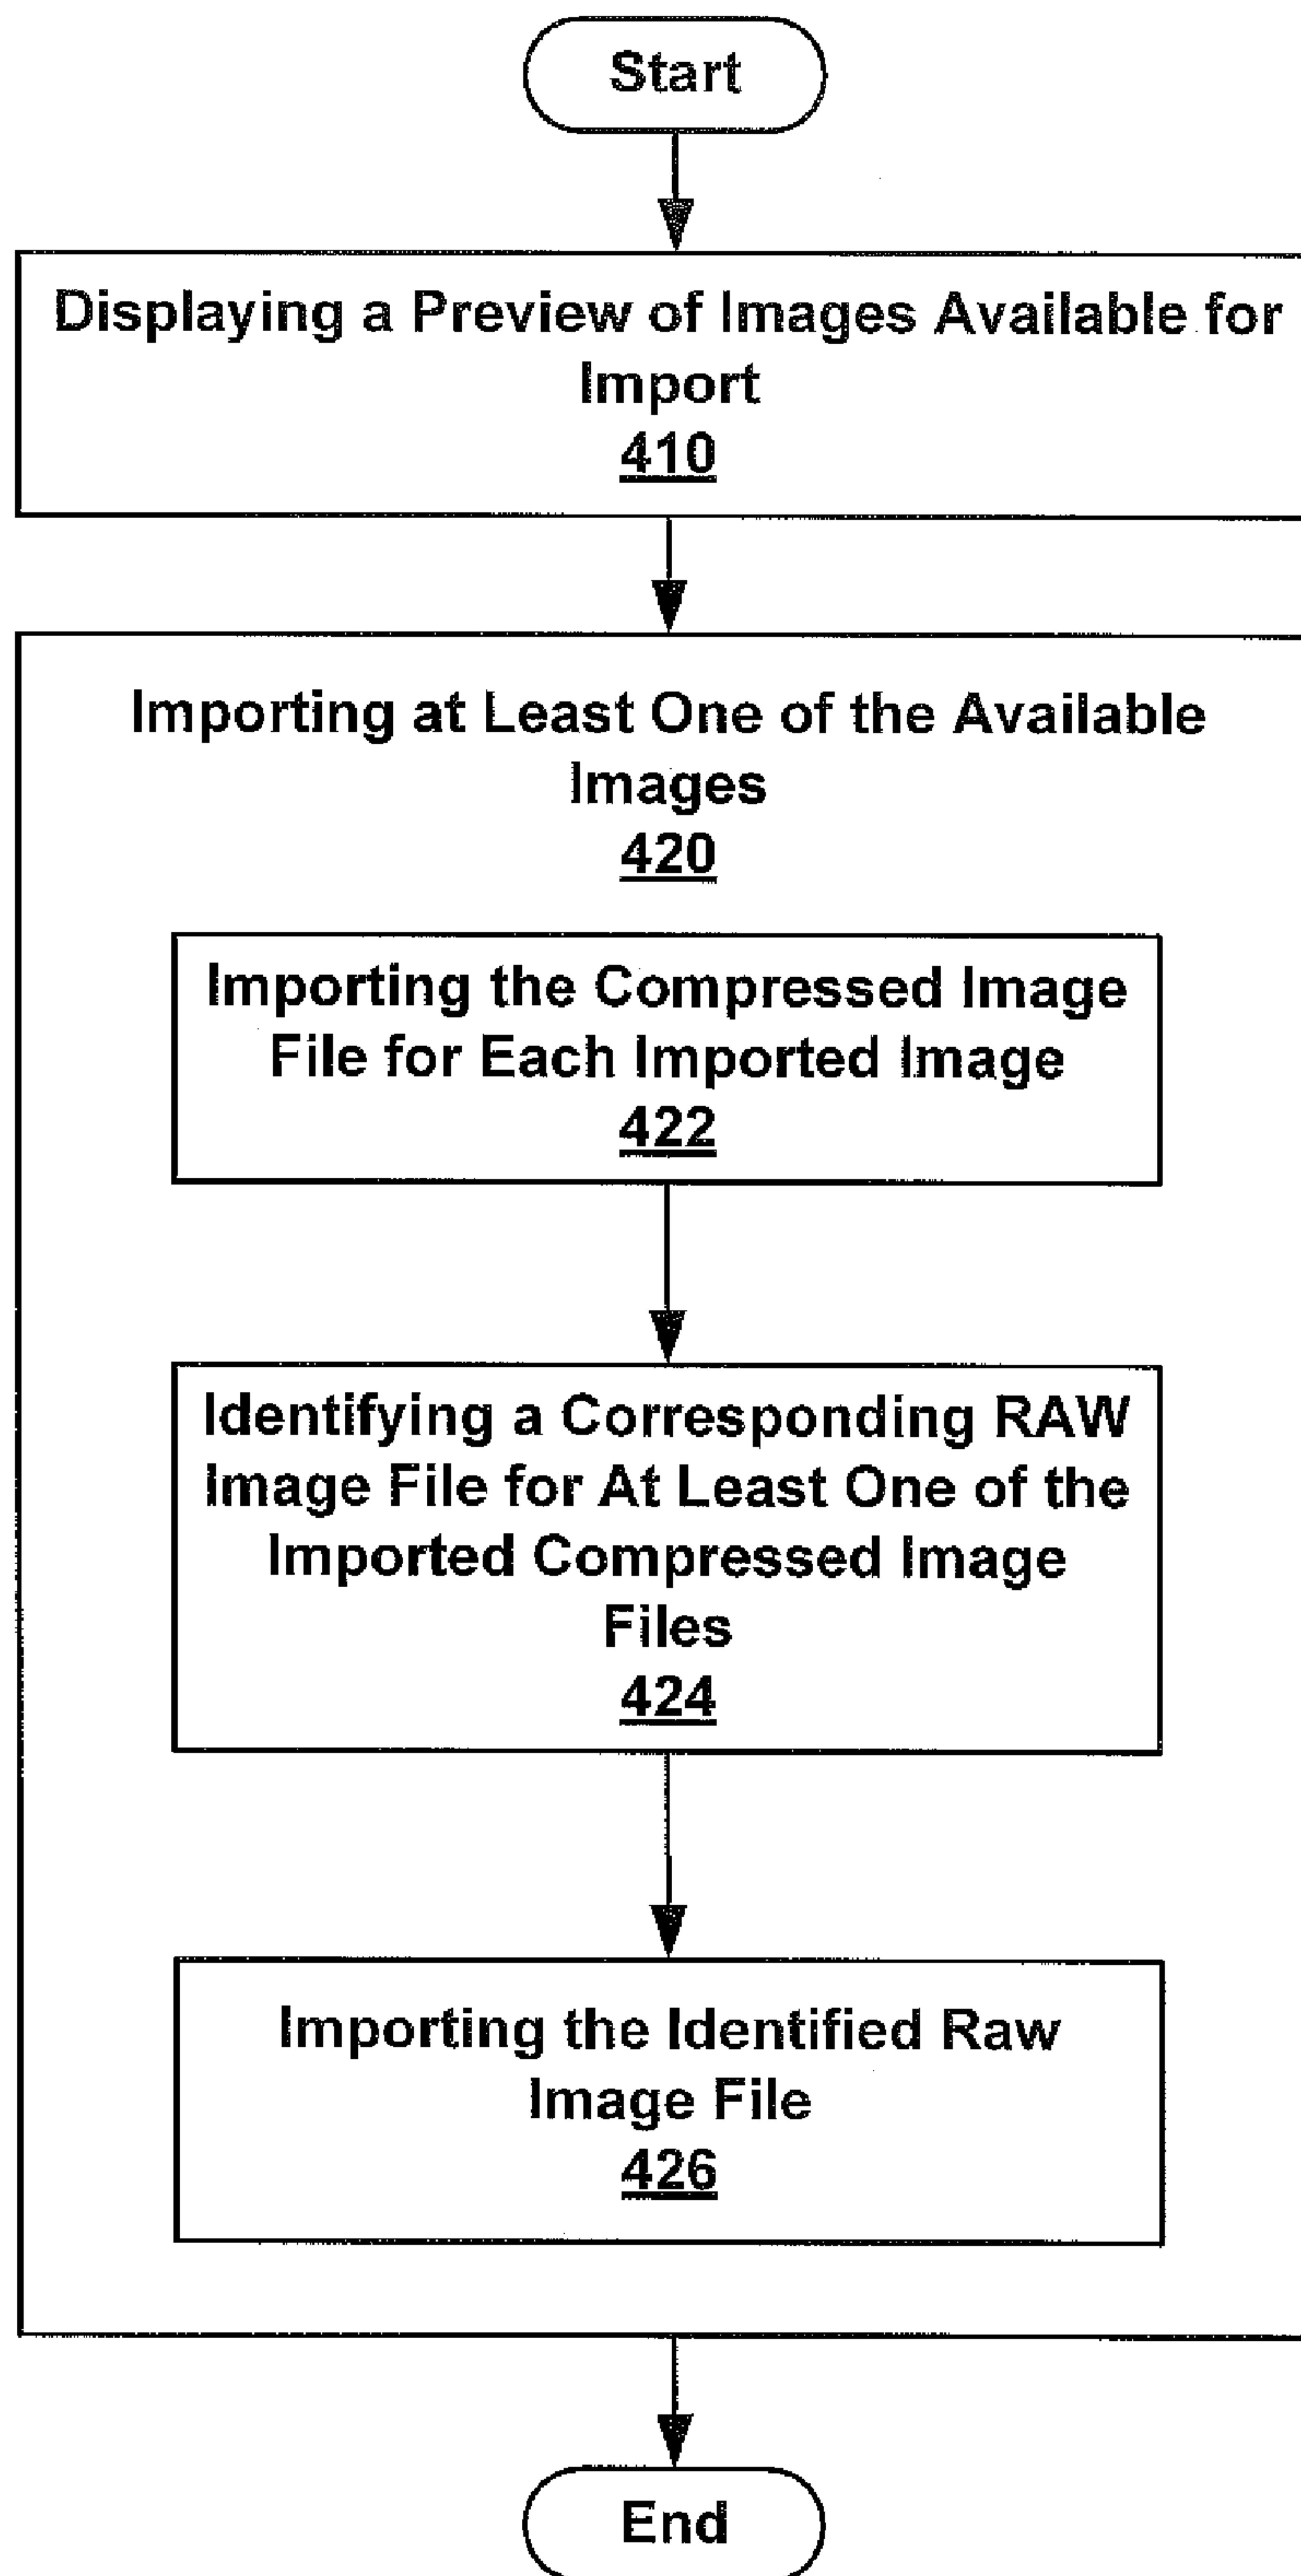 Start
Displaying a Preview of Images Available for
Import
410
Importing at Least One of the Available
Images
420
Importing the Compressed Image
File for Each Imported Image
422
Identifying a Corresponding RAW
Image File for At Least One of the
Imported Compressed Image
Files
424
Importing the Identified Raw
Image File
426
End